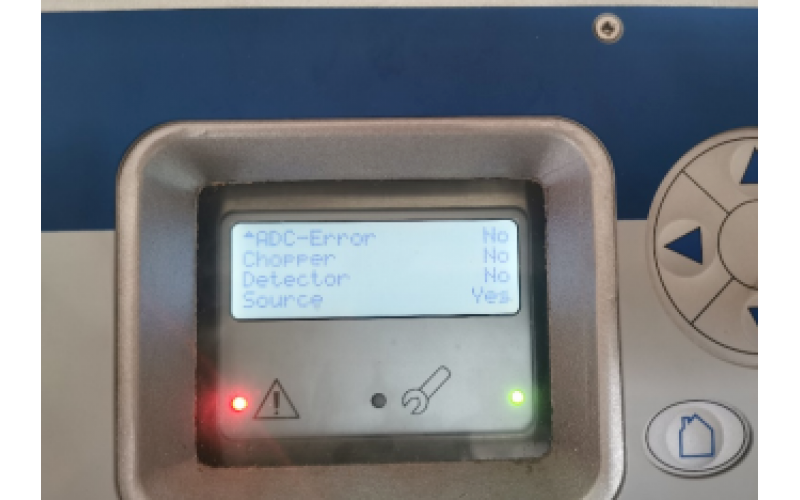 ADC-Error No
Chopper No
Detector No
Source Yes